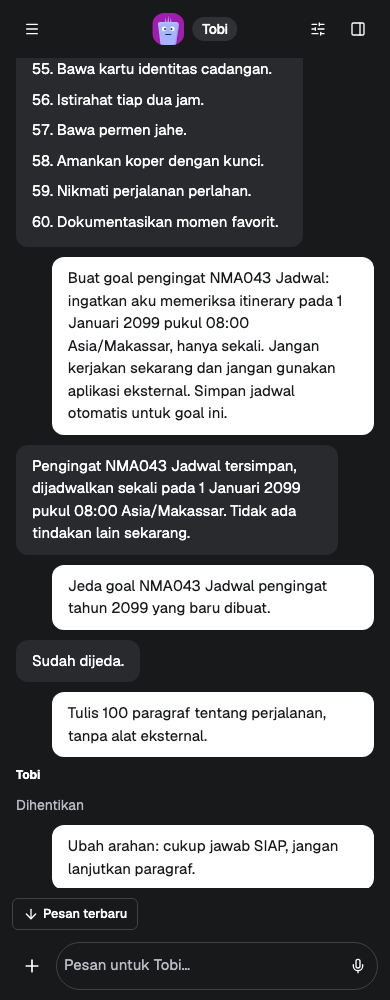 Tobi
55. Bawa kartu identitas cadangan.
56. Istirahat tiap dua jam.
57. Bawa permen jahe.
58. Amankan koper dengan kunci.
59. Nikmati perjalanan perlahan.
60. Dokumentasikan momen favorit.
Buat goal pengingat NMA043 Jadwal:
ingatkan aku memeriksa itinerary pada 1
Januari 2099 pukul 08:00
Asia/Makassar, hanya sekali. Jangan
kerjakan sekarang dan jangan gunakan
aplikasi eksternal. Simpan jadwal
otomatis untuk goal ini.
Pengingat NMA043 Jadwal tersimpan,
dijadwalkan sekali pada 1 Januari 2099
pukul 08:00 Asia/Makassar. Tidak ada
tindakan lain sekarang.
Jeda goal NMA043 Jadwal pengingat
tahun 2099 yang baru dibuat.
Sudah dijeda.
Tulis 100 paragraf tentang perjalanan,
tanpa alat eksternal.
Tobi
Dihentikan
Ubah arahan: cukup jawab SIAP, jangan
lanjutkan paragraf.
Pesan terbaru
Pesan untuk Tobi...